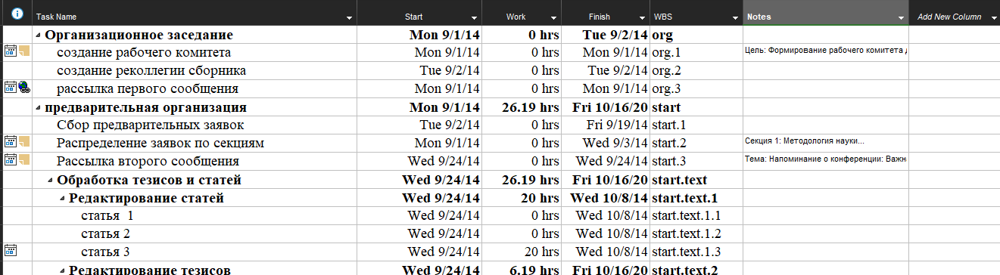 Task Name Start Work Finish WBS Notes Add New Column
Организационное заседание Mon 9/1/14 0 hrs Tue 9/2/14 org
создание рабочего комитета Mon 9/1/14 0 hrs Mon 9/1/14 org.1 Цель: Формирование рабочего комитета д
создание реколлегии сборника Tue 9/2/14 0 hrs Tue 9/2/14 org.2
рассылка первого сообщения Mon 9/1/14 0 hrs Mon 9/1/14 org.3
предварительная организация Mon 9/1/14 26.19 hrs Fri 10/16/20 start
Сбор предварительных заявок Tue 9/2/14 0 hrs Fri 9/19/14 start.1
Распределение заявок по секциям Mon 9/1/14 0 hrs Wed 9/3/14 start.2 Секция 1: Методология науки...
Рассылка второго сообщения Wed 9/24/14 0 hrs Wed 9/24/14 start.3 Тема: Напоминание о конференции: Важн
Обработка тезисов и статей Wed 9/24/14 26.19 hrs Fri 10/16/20 start.text
Редактирование статей Wed 9/24/14 20 hrs Wed 10/8/14 start.text.1
статья 1 Wed 9/24/14 0 hrs Wed 10/8/14 start.text.1.1
статья 2 Wed 9/24/14 0 hrs Wed 10/8/14 start.text.1.2
статья 3 Wed 9/24/14 20 hrs Wed 10/8/14 start.text.1.3
Редактирование тезисов Wed 9/24/14 6.19 hrs Fri 10/16/20 start.text.2